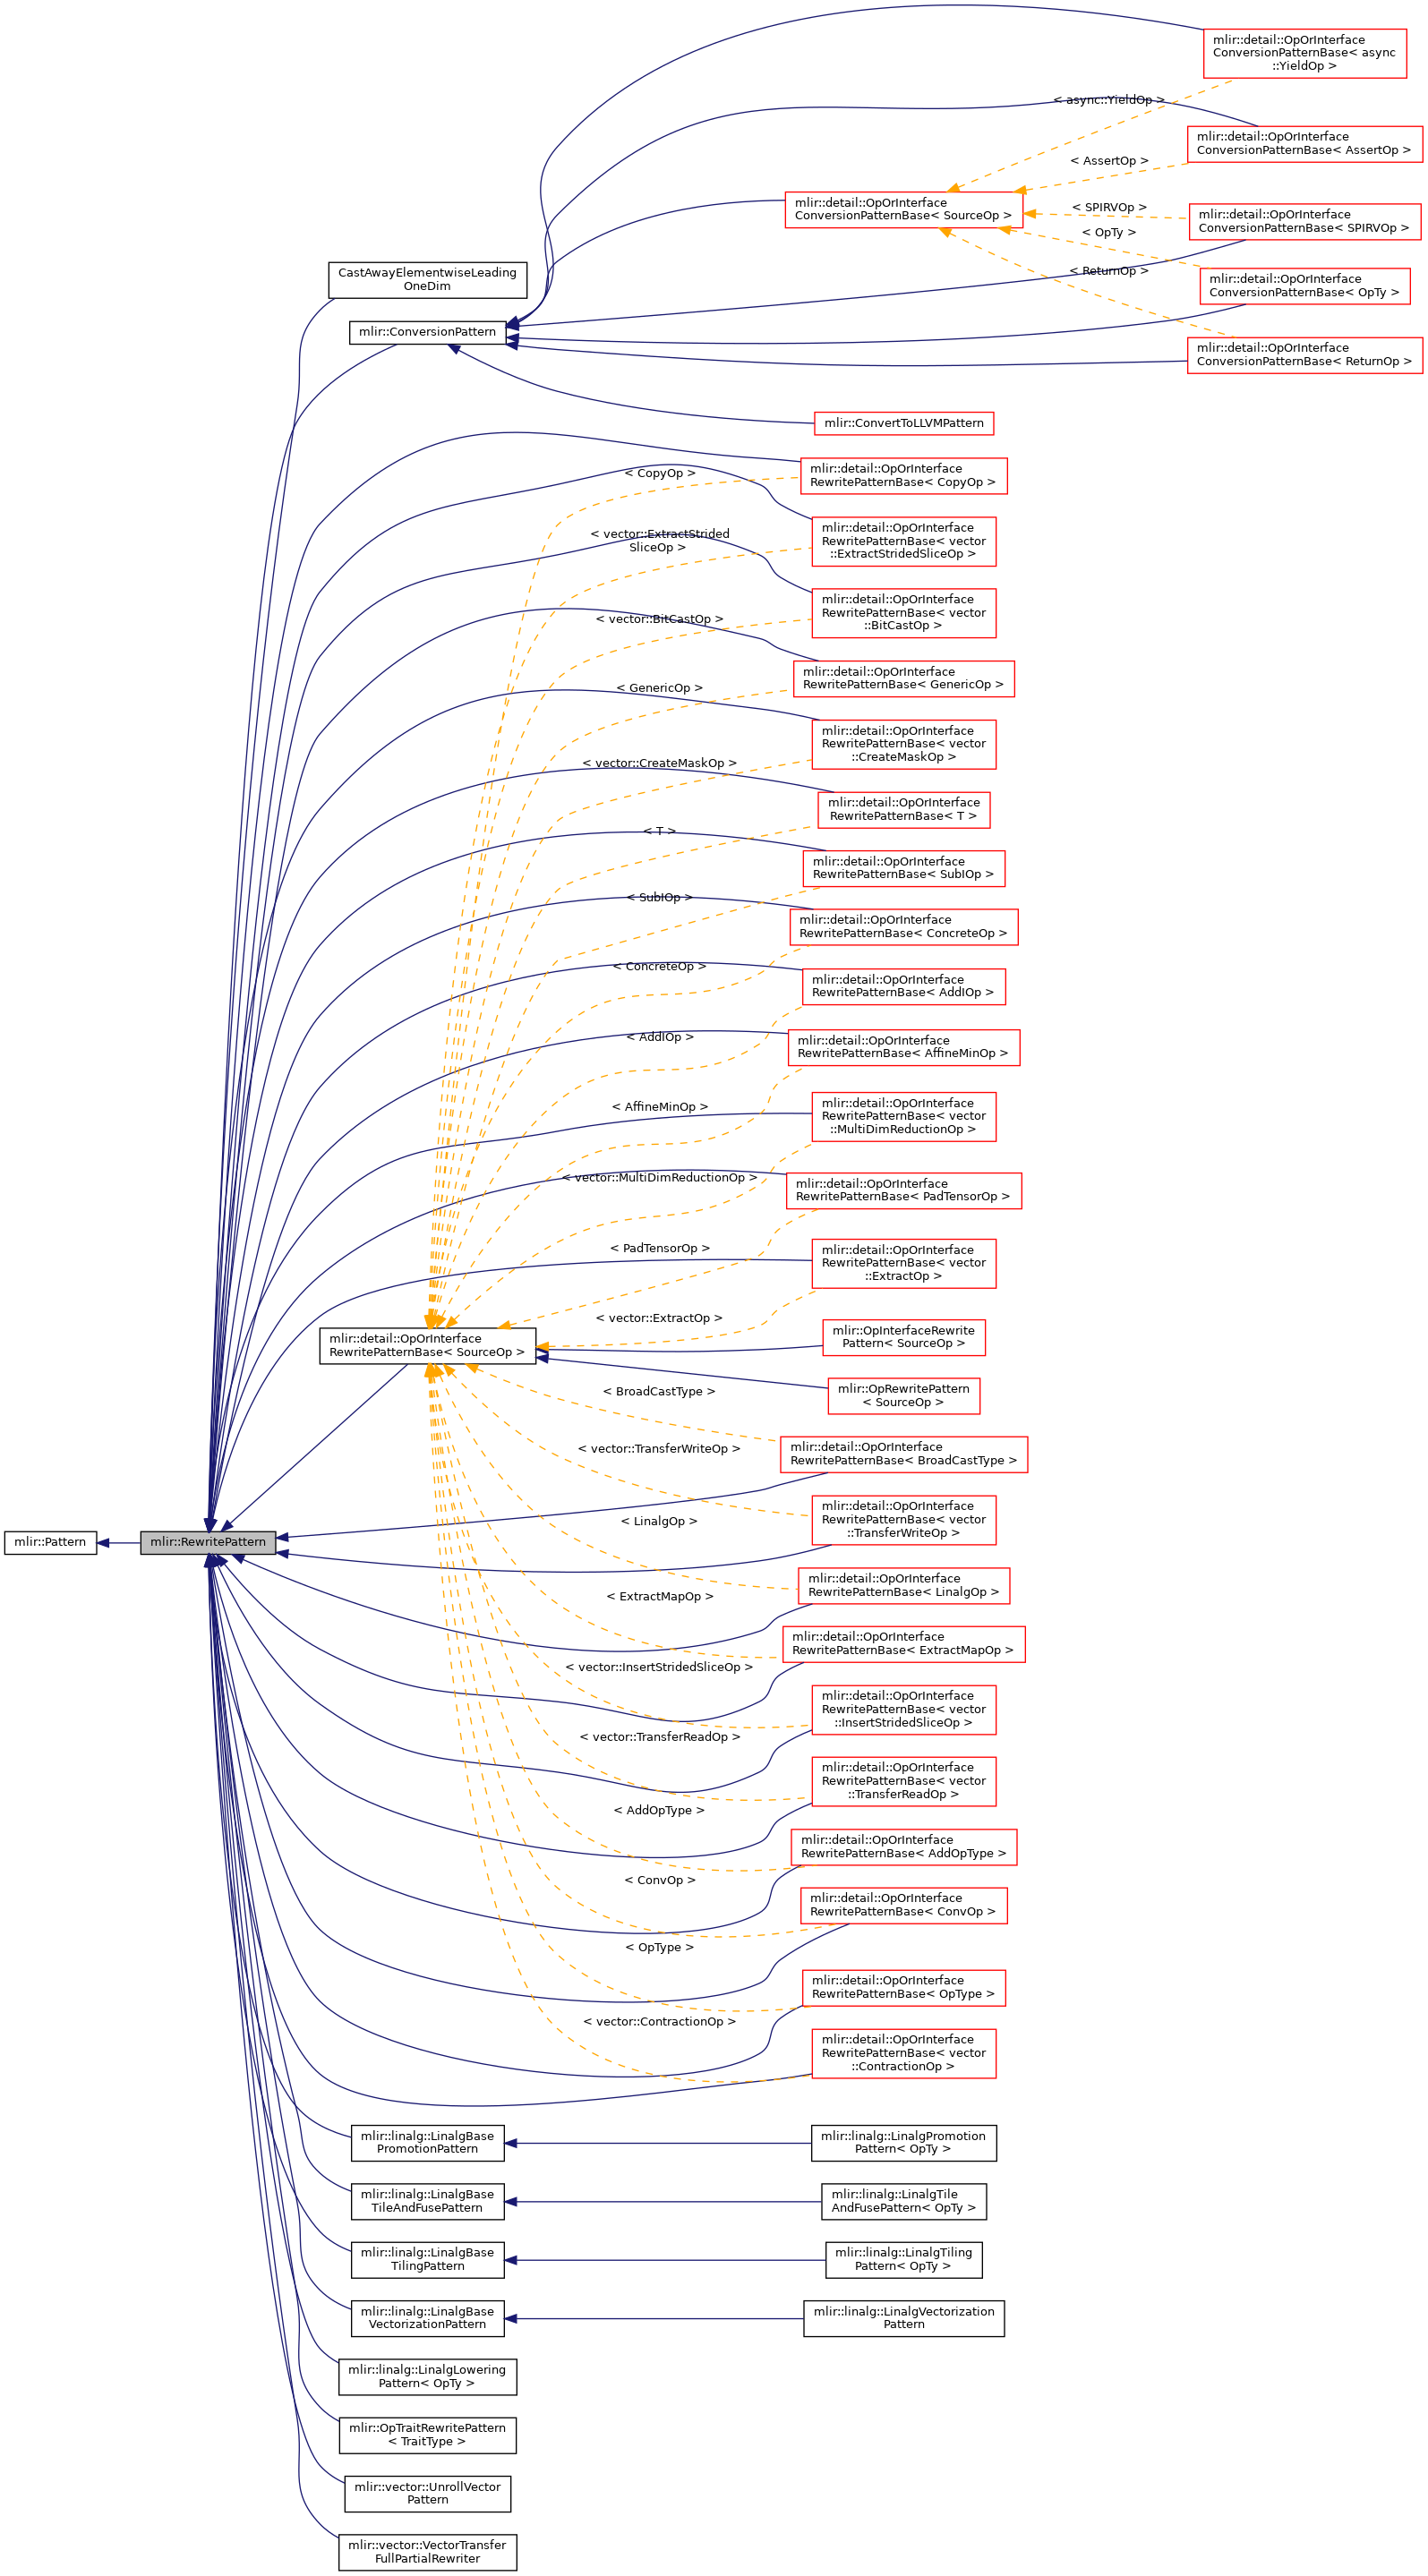 mlir::detail::OpOrInterface
ConversionPatternBase< async
::YieldOp >
< async::YieldOp >
mlir::detail::OpOrInterface
ConversionPatternBase< AssertOp >
< AssertOp >
mlir::detail::OpOrInterface
ConversionPatternBase< SourceOp >
< SPIRVOp >
mlir::detail::OpOrInterface
ConversionPatternBase< SPIRVOp >
< OpTy >
CastAwayElementwiseLeading
OneDim
< ReturnOp >
mlir::detail::OpOrInterface
ConversionPatternBase< OpTy >
mlir::ConversionPattern
mlir::detail::OpOrInterface
ConversionPatternBase< ReturnOp >
mlir::ConvertToLLVMPattern
< CopyOp >
mlir::detail::OpOrInterface
RewritePatternBase< CopyOp >
< vector::ExtractStrided
SliceOp >
mlir::detail::OpOrInterface
RewritePatternBase< vector
::ExtractStridedSliceOp >
< vector::BitCastOp >
mlir::detail::OpOrInterface
RewritePatternBase< vector
::BitCastOp >
< GenericOp >
mlir::detail::OpOrInterface
RewritePatternBase< GenericOp >
mlir::detail::OpOrInterface
RewritePatternBase< vector
::CreateMaskOp >
< vector::CreateMaskOp >
mlir::detail::OpOrInterface
RewritePatternBase< T >
< T >
mlir::detail::OpOrInterface
RewritePatternBase< SubIOp >
< SubIOp >
mlir::detail::OpOrInterface
RewritePatternBase< ConcreteOp >
< ConcreteOp >
mlir::detail::OpOrInterface
RewritePatternBase< AddIOp >
< AddIOp >
mlir::detail::OpOrInterface
RewritePatternBase< AffineMinOp >
< AffineMinOp >
mlir::detail::OpOrInterface
RewritePatternBase< vector
::MultiDimReductionOp >
< vector::MultiDimReductionOp >
mlir::detail::OpOrInterface
RewritePatternBase< PadTensorOp >
< PadTensorOp >
mlir::detail::OpOrInterface
RewritePatternBase< vector
::ExtractOp >
< vector::ExtractOp >
mlir::detail::OpOrInterface
RewritePatternBase< SourceOp >
mlir::OpInterfaceRewrite
Pattern< SourceOp >
mlir::OpRewritePattern
< SourceOp >
< BroadCastType >
mlir::detail::OpOrInterface
RewritePatternBase< BroadCastType >
< vector::TransferWriteOp >
mlir::detail::OpOrInterface
RewritePatternBase< vector
::TransferWriteOp >
< LinalgOp >
mlir::Pattern
mlir::RewritePattern
mlir::detail::OpOrInterface
RewritePatternBase< LinalgOp >
< ExtractMapOp >
mlir::detail::OpOrInterface
RewritePatternBase< ExtractMapOp >
< vector::InsertStridedSliceOp >
mlir::detail::OpOrInterface
RewritePatternBase< vector
::InsertStridedSliceOp >
< vector::TransferReadOp >
mlir::detail::OpOrInterface
RewritePatternBase< vector
::TransferReadOp >
< AddOpType >
mlir::detail::OpOrInterface
RewritePatternBase< AddOpType >
< ConvOp >
mlir::detail::OpOrInterface
RewritePatternBase< ConvOp >
< OpType >
mlir::detail::OpOrInterface
RewritePatternBase< OpType >
< vector::ContractionOp >
mlir::detail::OpOrInterface
RewritePatternBase< vector
::ContractionOp >
mlir::linalg::LinalgBase
PromotionPattern
mlir::linalg::LinalgPromotion
Pattern< OpTy >
mlir::linalg::LinalgBase
TileAndFusePattern
mlir::linalg::LinalgTile
AndFusePattern< OpTy >
mlir::linalg::LinalgBase
TilingPattern
mlir::linalg::LinalgTiling
Pattern< OpTy >
mlir::linalg::LinalgBase
VectorizationPattern
mlir::linalg::LinalgVectorization
Pattern
mlir::linalg::LinalgLowering
Pattern< OpTy >
mlir::OpTraitRewritePattern
< TraitType >
mlir::vector::UnrollVector
Pattern
mlir::vector::VectorTransfer
FullPartialRewriter